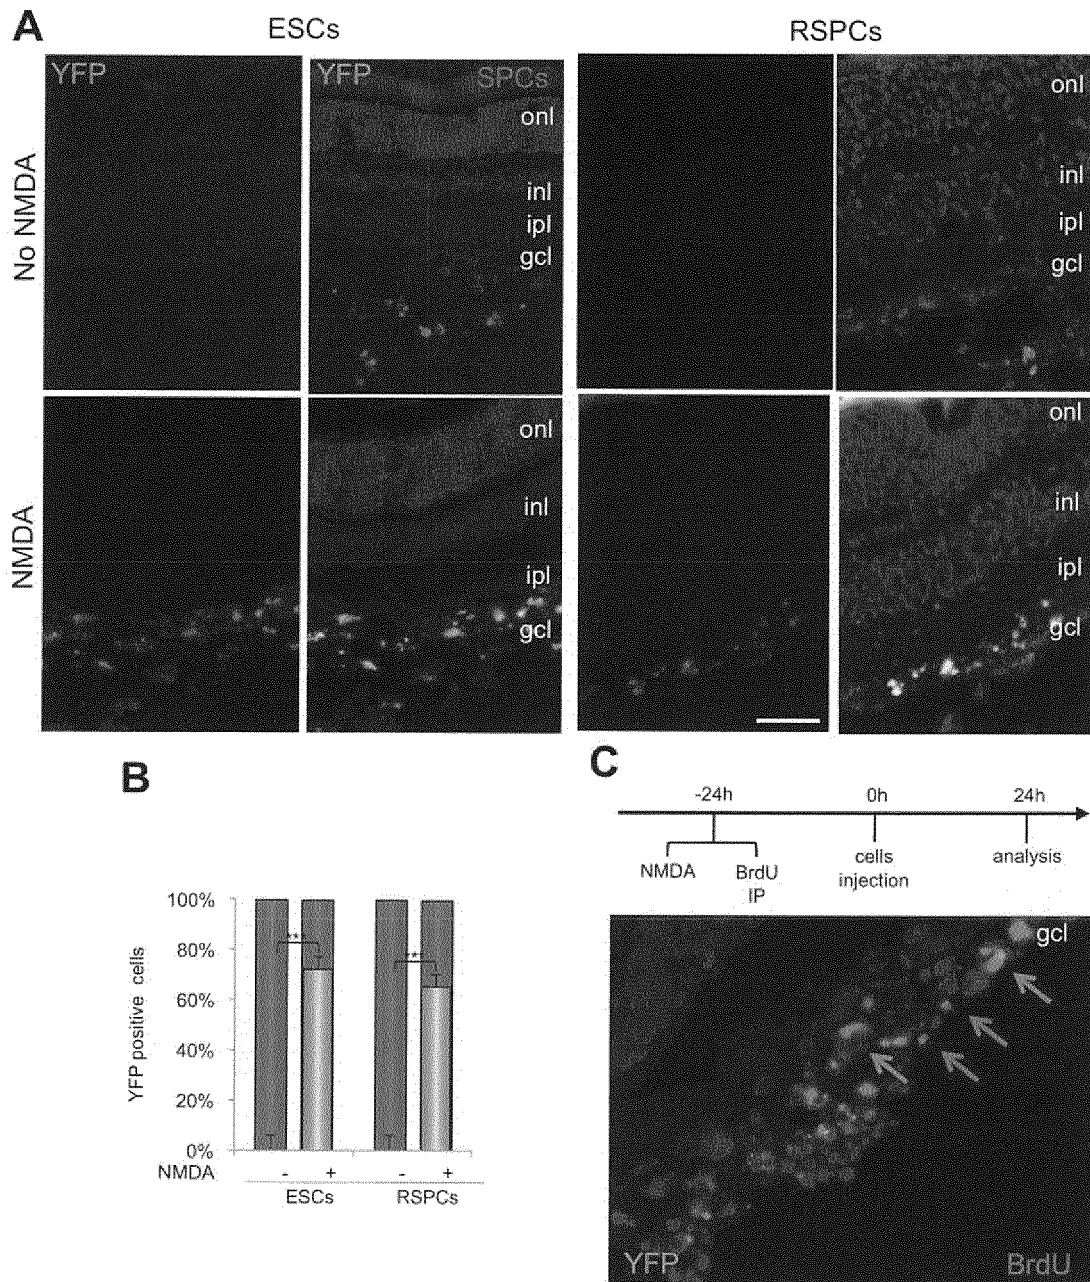 A
ESCs
RSPCs
No NMDA
YFP
YFP
SPCs
onl
inl
ipl
gcl
onl
inl
ipl
gcl
NMDA
onl
inl
ipl
gcl
onl
inl
ipl
gcl
B
YFP positive cells
100%
80%
60%
40%
20%
0%
***
***
NMDA
- + - +
ESCs RSPCs
C
-24h 0h 24h
NMDA
BrdU
IP
cells
injection
analysis
gcl
YFP
BrdU